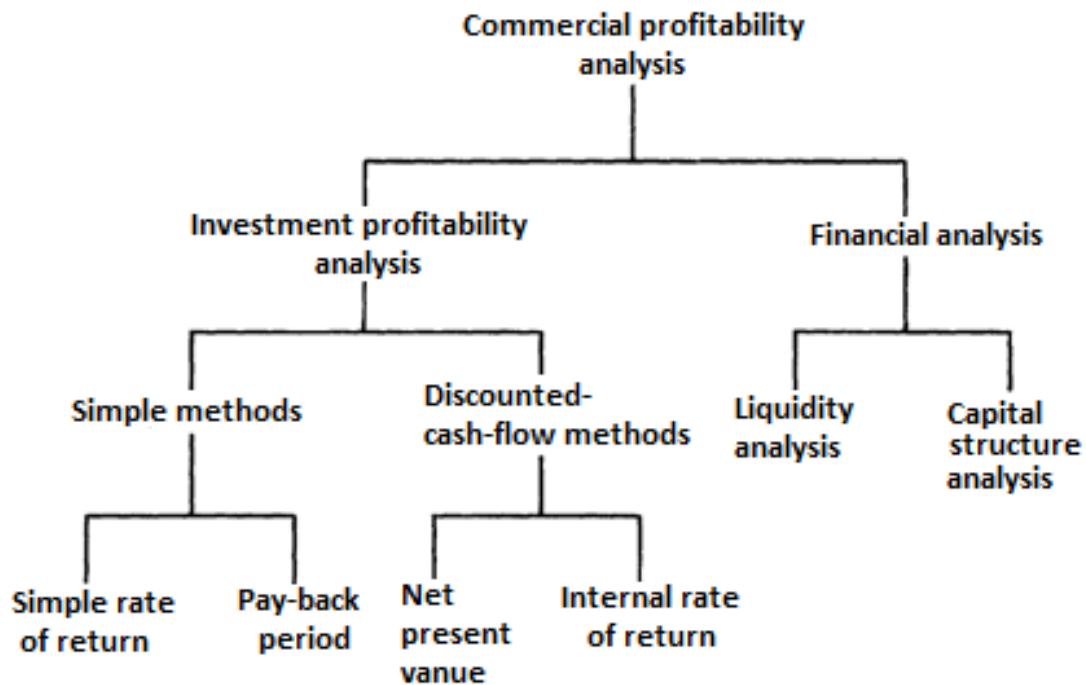 Commercial profitability
analysis
Investment profitability
analysis
Financial analysis
Simple methods
Discounted-
cash-flow methods
Liquidity
analysis
Capital
structure
analysis
Simple rate
of return
Pay-back
period
Net
present
vanue
Internal rate
of return